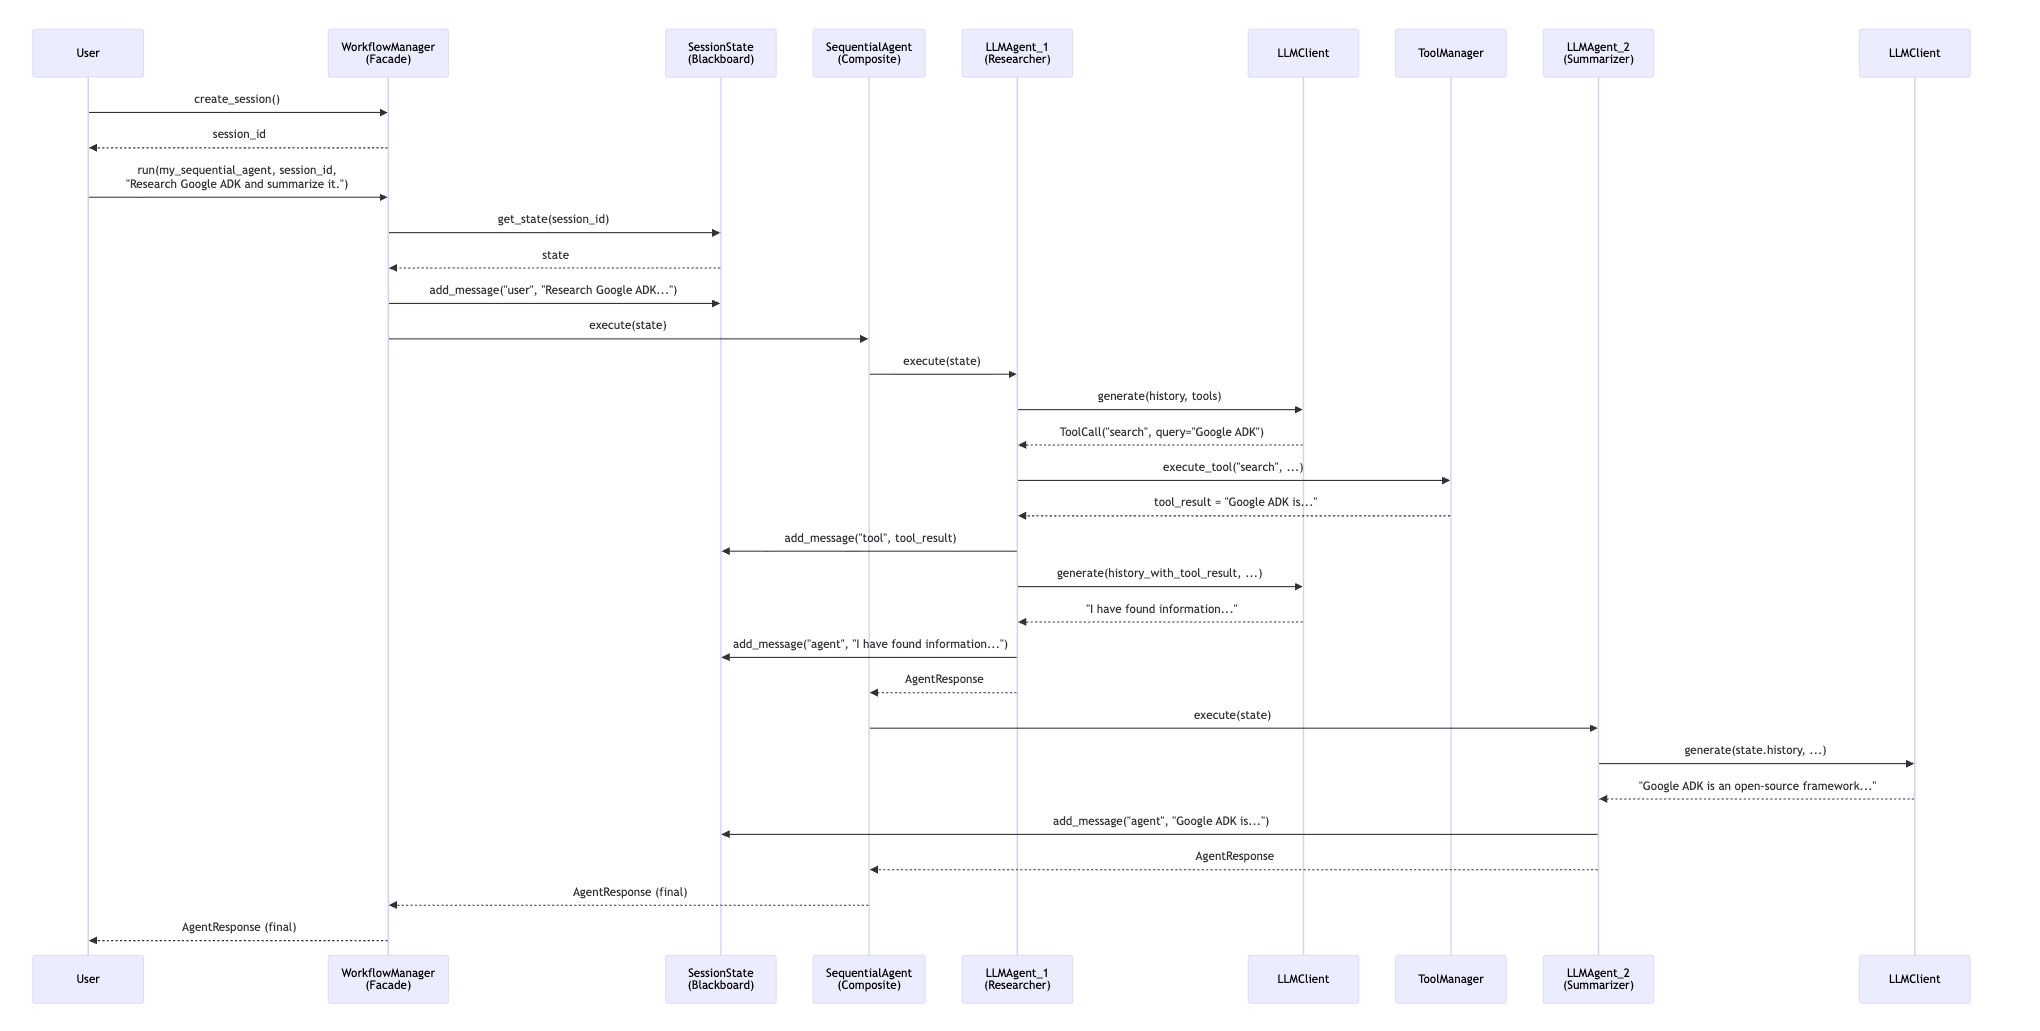 User
WorkflowManager
(Facade)
SessionState
(Blackboard)
SequentialAgent
(Composite)
LLMAgent_1
(Researcher)
LLMClient
ToolManager
LLMAgent_2
(Summarizer)
LLMClient
create_session()
session_id
run(my_sequential_agent, session_id,
"Research Google ADK and summarize it.")
get_state(session_id)
state
add_message("user", "Research Google ADK...")
execute(state)
execute(state)
generate(history, tools)
ToolCall("search", query="Google ADK")
execute_tool("search", ...)
tool_result = "Google ADK is..."
add_message("tool", tool_result)
generate(history_with_tool_result, ...)
"I have found information..."
add_message("agent", "I have found information...")
AgentResponse
execute(state)
generate(state.history, ...)
"Google ADK is an open-source framework..."
add_message("agent", "Google ADK is...")
AgentResponse
AgentResponse (final)
AgentResponse (final)
User
WorkflowManager
(Facade)
SessionState
(Blackboard)
SequentialAgent
(Composite)
LLMAgent_1
(Researcher)
LLMClient
ToolManager
LLMAgent_2
(Summarizer)
LLMClient